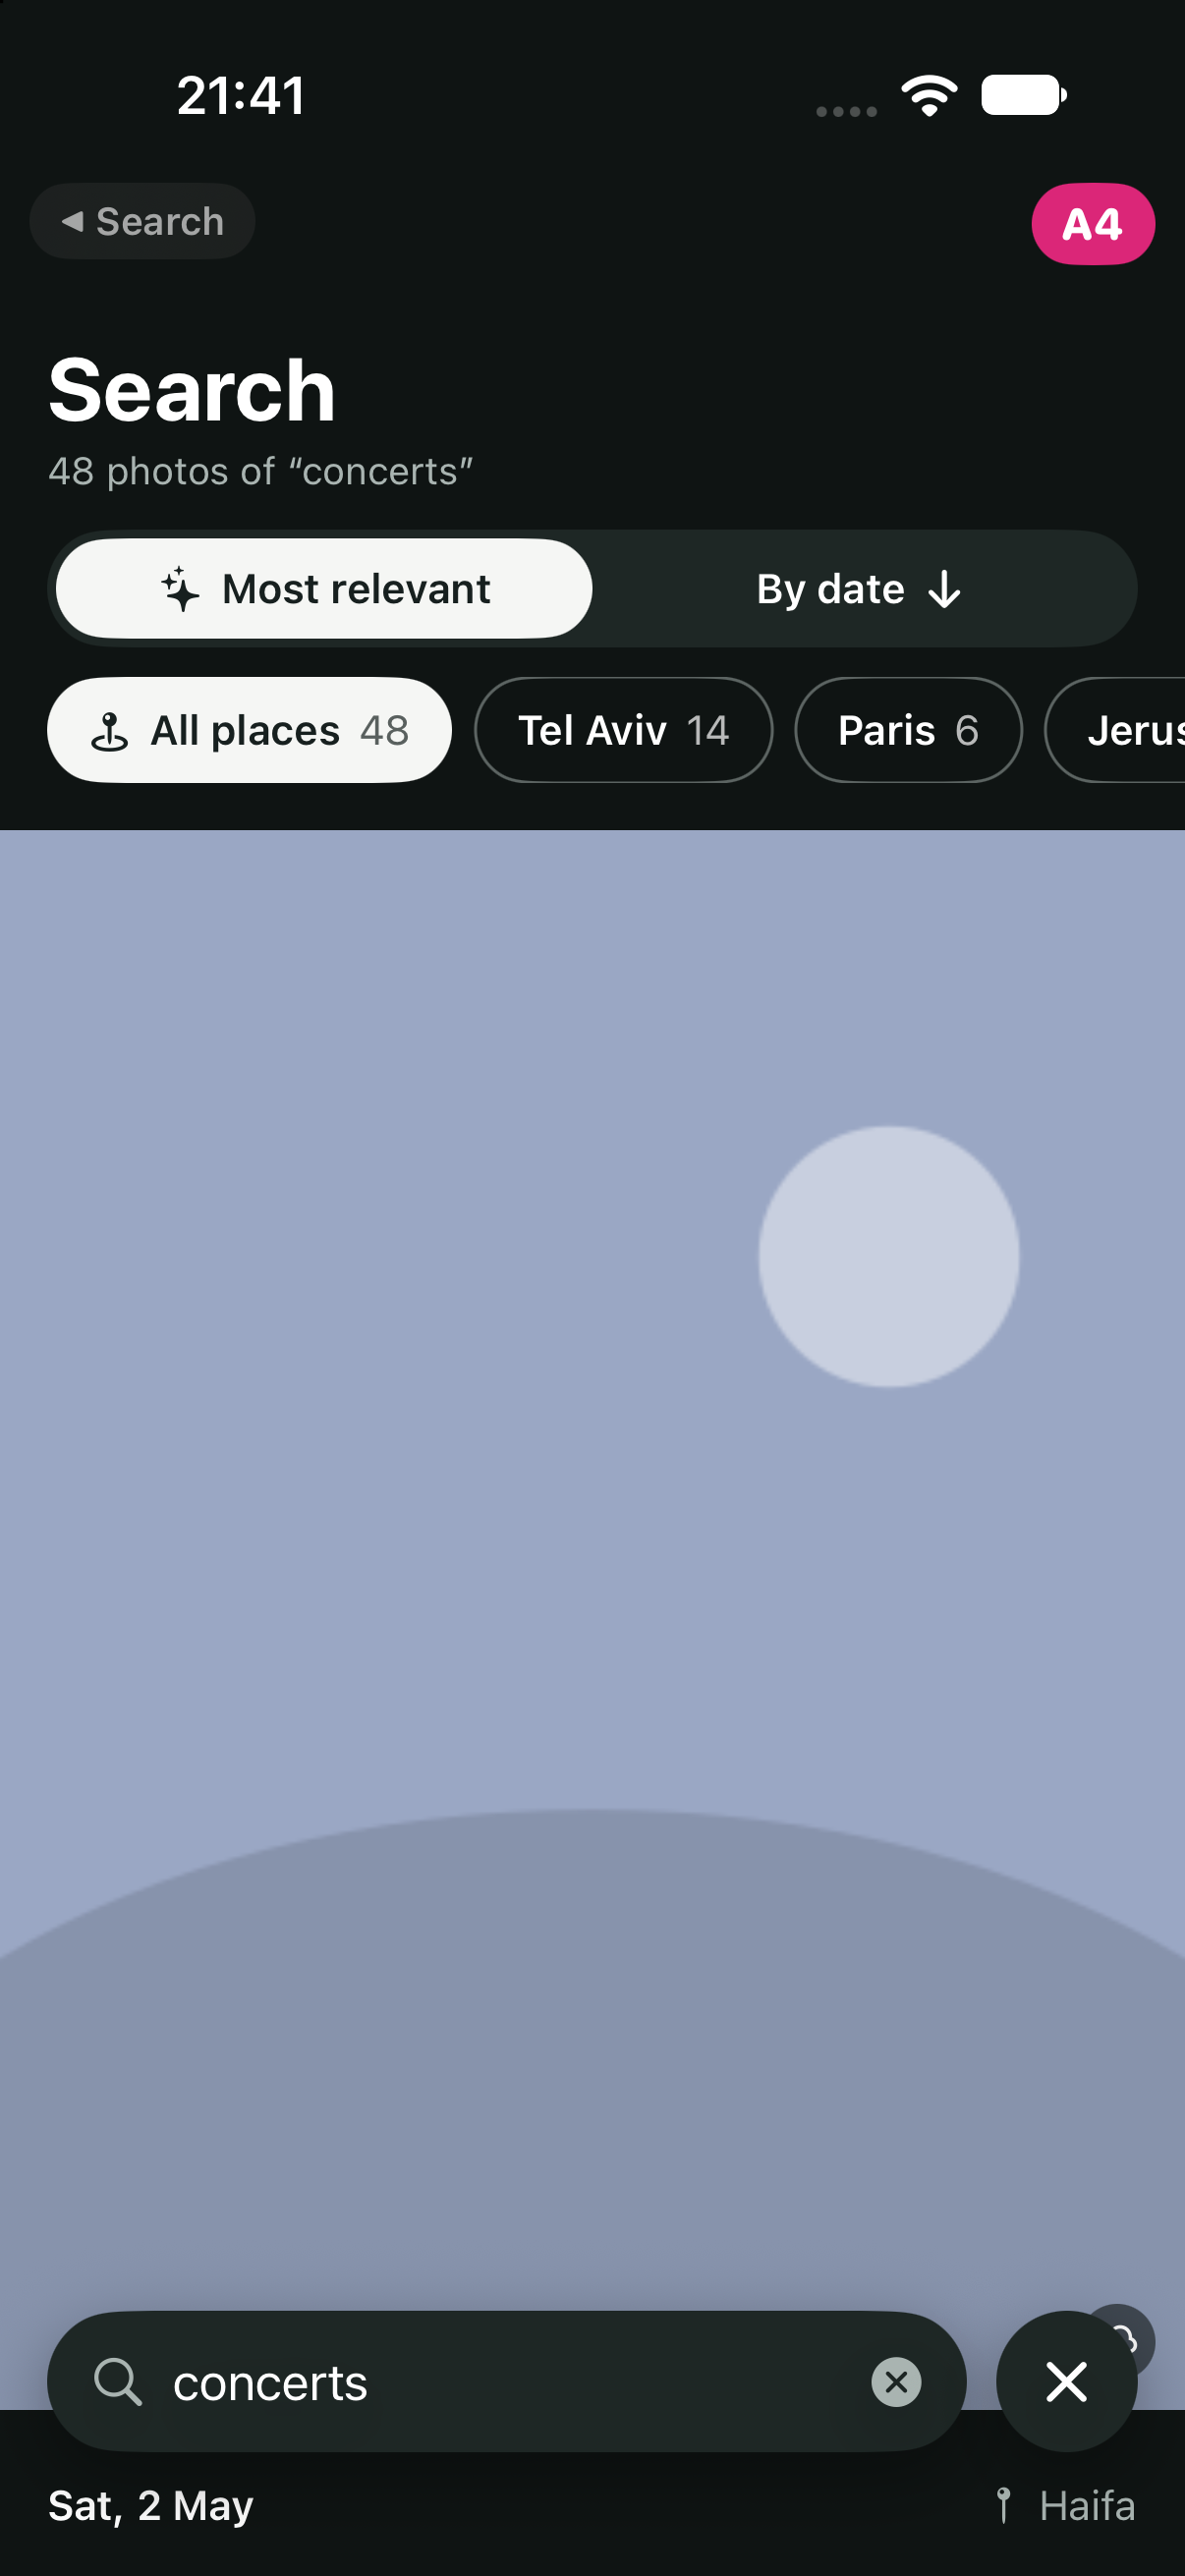 21:41
Search
A4
Search
48 photos of “concerts”
Most relevant
By date
All places 48
Tel Aviv 14
Paris 6
Jerus
concerts
Sat, 2 May
Haifa